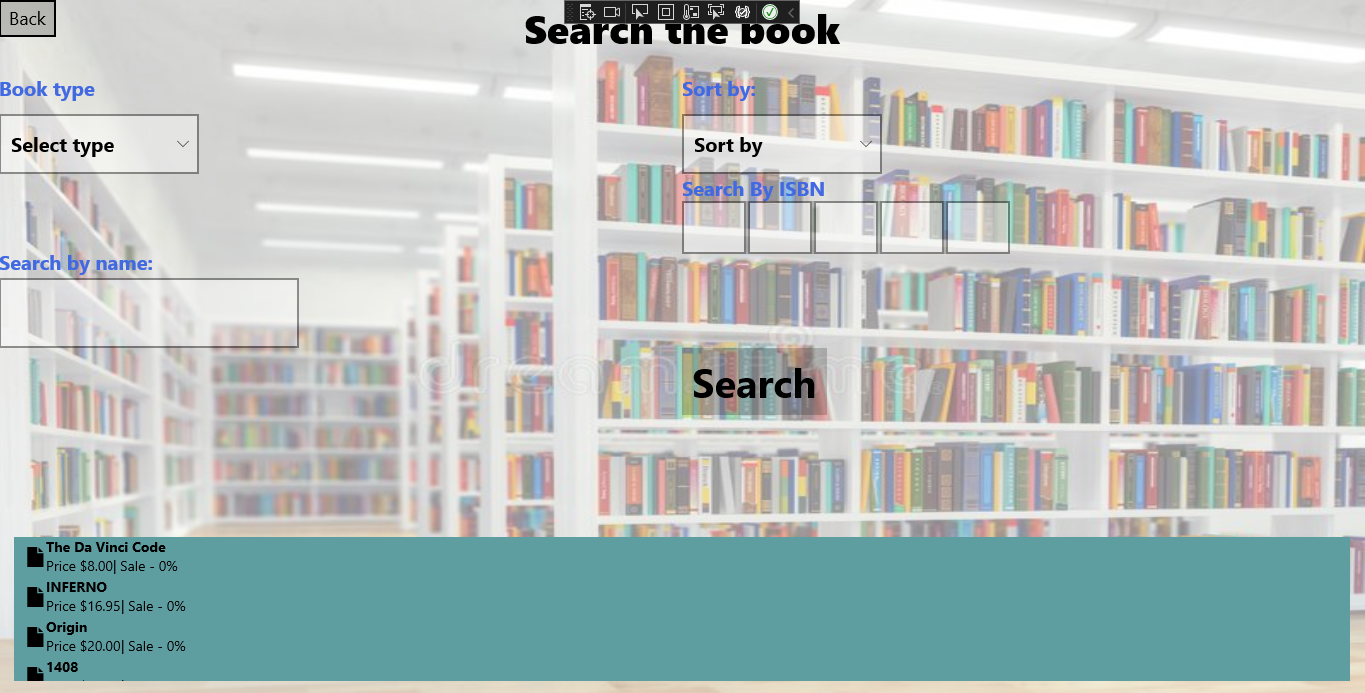 Back
Search the book
Book type
Sort by:
Select type
Sort by
Search By ISBN
Search by name:
dreamstime
Search
The Da Vinci Code
Price $8.00| Sale - 0%
INFERNO
Price $16.95| Sale - 0%
Origin
Price $20.00| Sale - 0%
1408